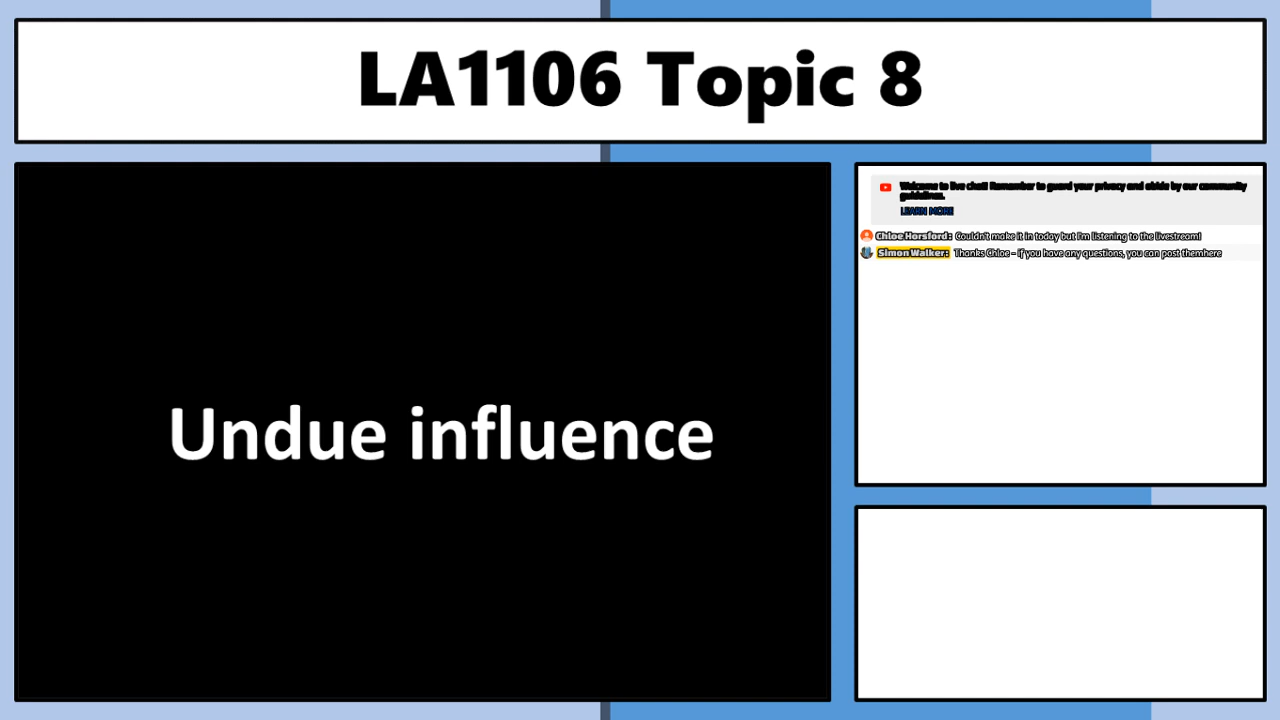 LA1106 Topic 8
Undue influence
Welcome to live chat! Remember to guard your privacy and abide by our community
guidelines.
LEARN MORE
Chloe Horsford: Couldn't make it in today but I'm listening to the livestream!
Simon Walker: Thanks Chloe - if you have any questions, you can post themhere